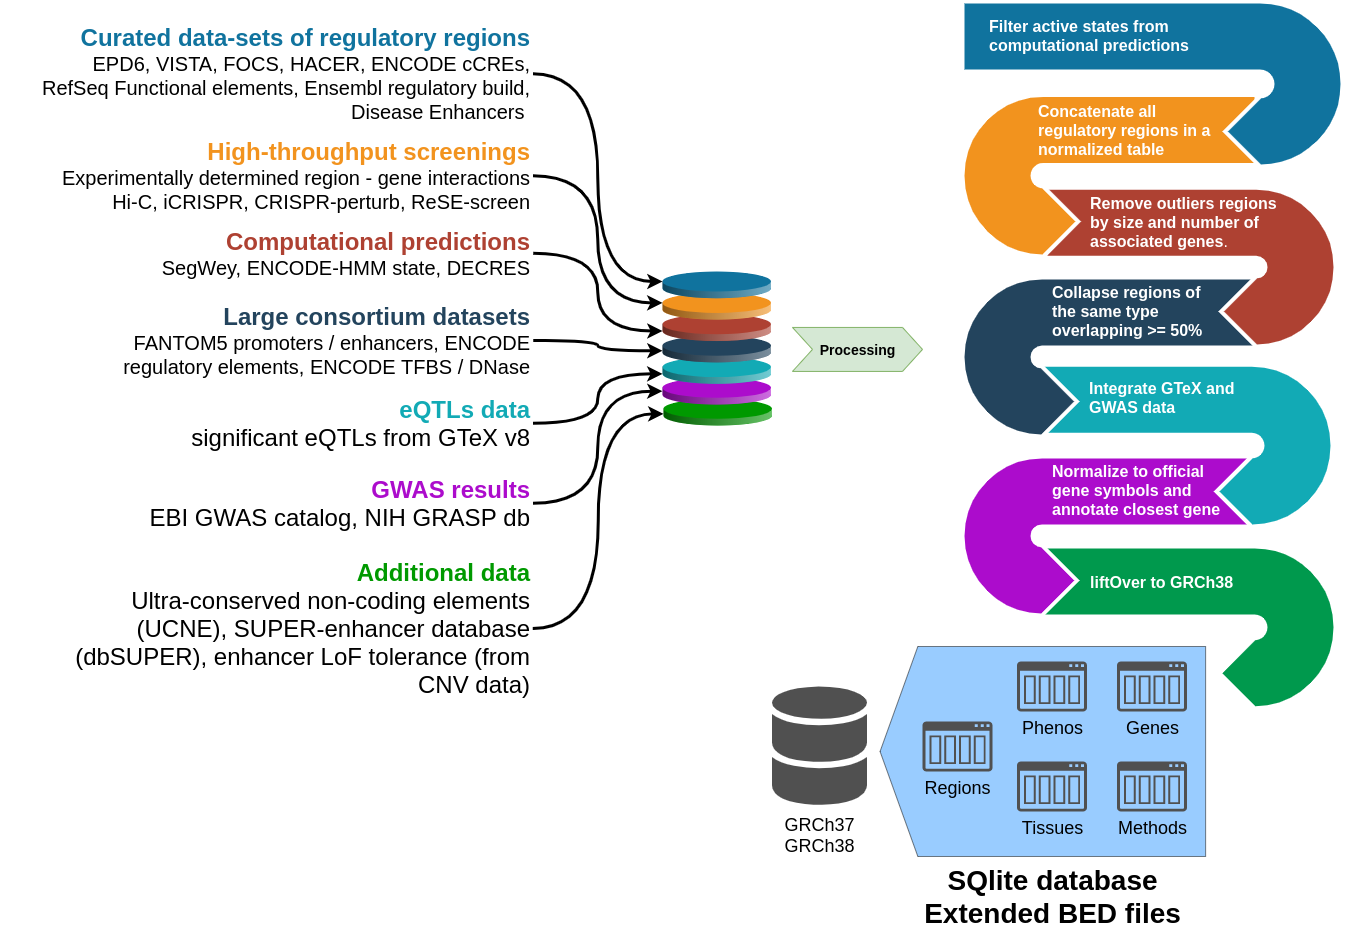 Curated data-sets of regulatory regions
EPD6, VISTA, FOCS, HACER, ENCODE cCREs,
RefSeq Functional elements, Ensembl regulatory build,
Disease Enhancers
High-throughput screenings
Experimentally determined region - gene interactions
Hi-C, iCRISPR, CRISPR-perturb, ReSE-screen
Computational predictions
SegWey, ENCODE-HMM state, DECRES
Large consortium datasets
FANTOM5 promoters / enhancers, ENCODE
regulatory elements, ENCODE TFBS / DNase
eQTLs data
significant eQTLs from GTeX v8
GWAS results
EBI GWAS catalog, NIH GRASP db
Additional data
Ultra-conserved non-coding elements
(UCNE), SUPER-enhancer database
(dbSUPER), enhancer LoF tolerance (from
CNV data)
Processing
Filter active states from
computational predictions
Concatenate all
regulatory regions in a
normalized table
Remove outliers regions
by size and number of
associated genes.
Collapse regions of
the same type
overlapping >= 50%
Integrate GTeX and
GWAS data
Normalize to official
gene symbols and
annotate closest gene
liftOver to GRCh38
Phenos
Genes
Regions
Tissues
Methods
GRCh37
GRCh38
SQlite database
Extended BED files